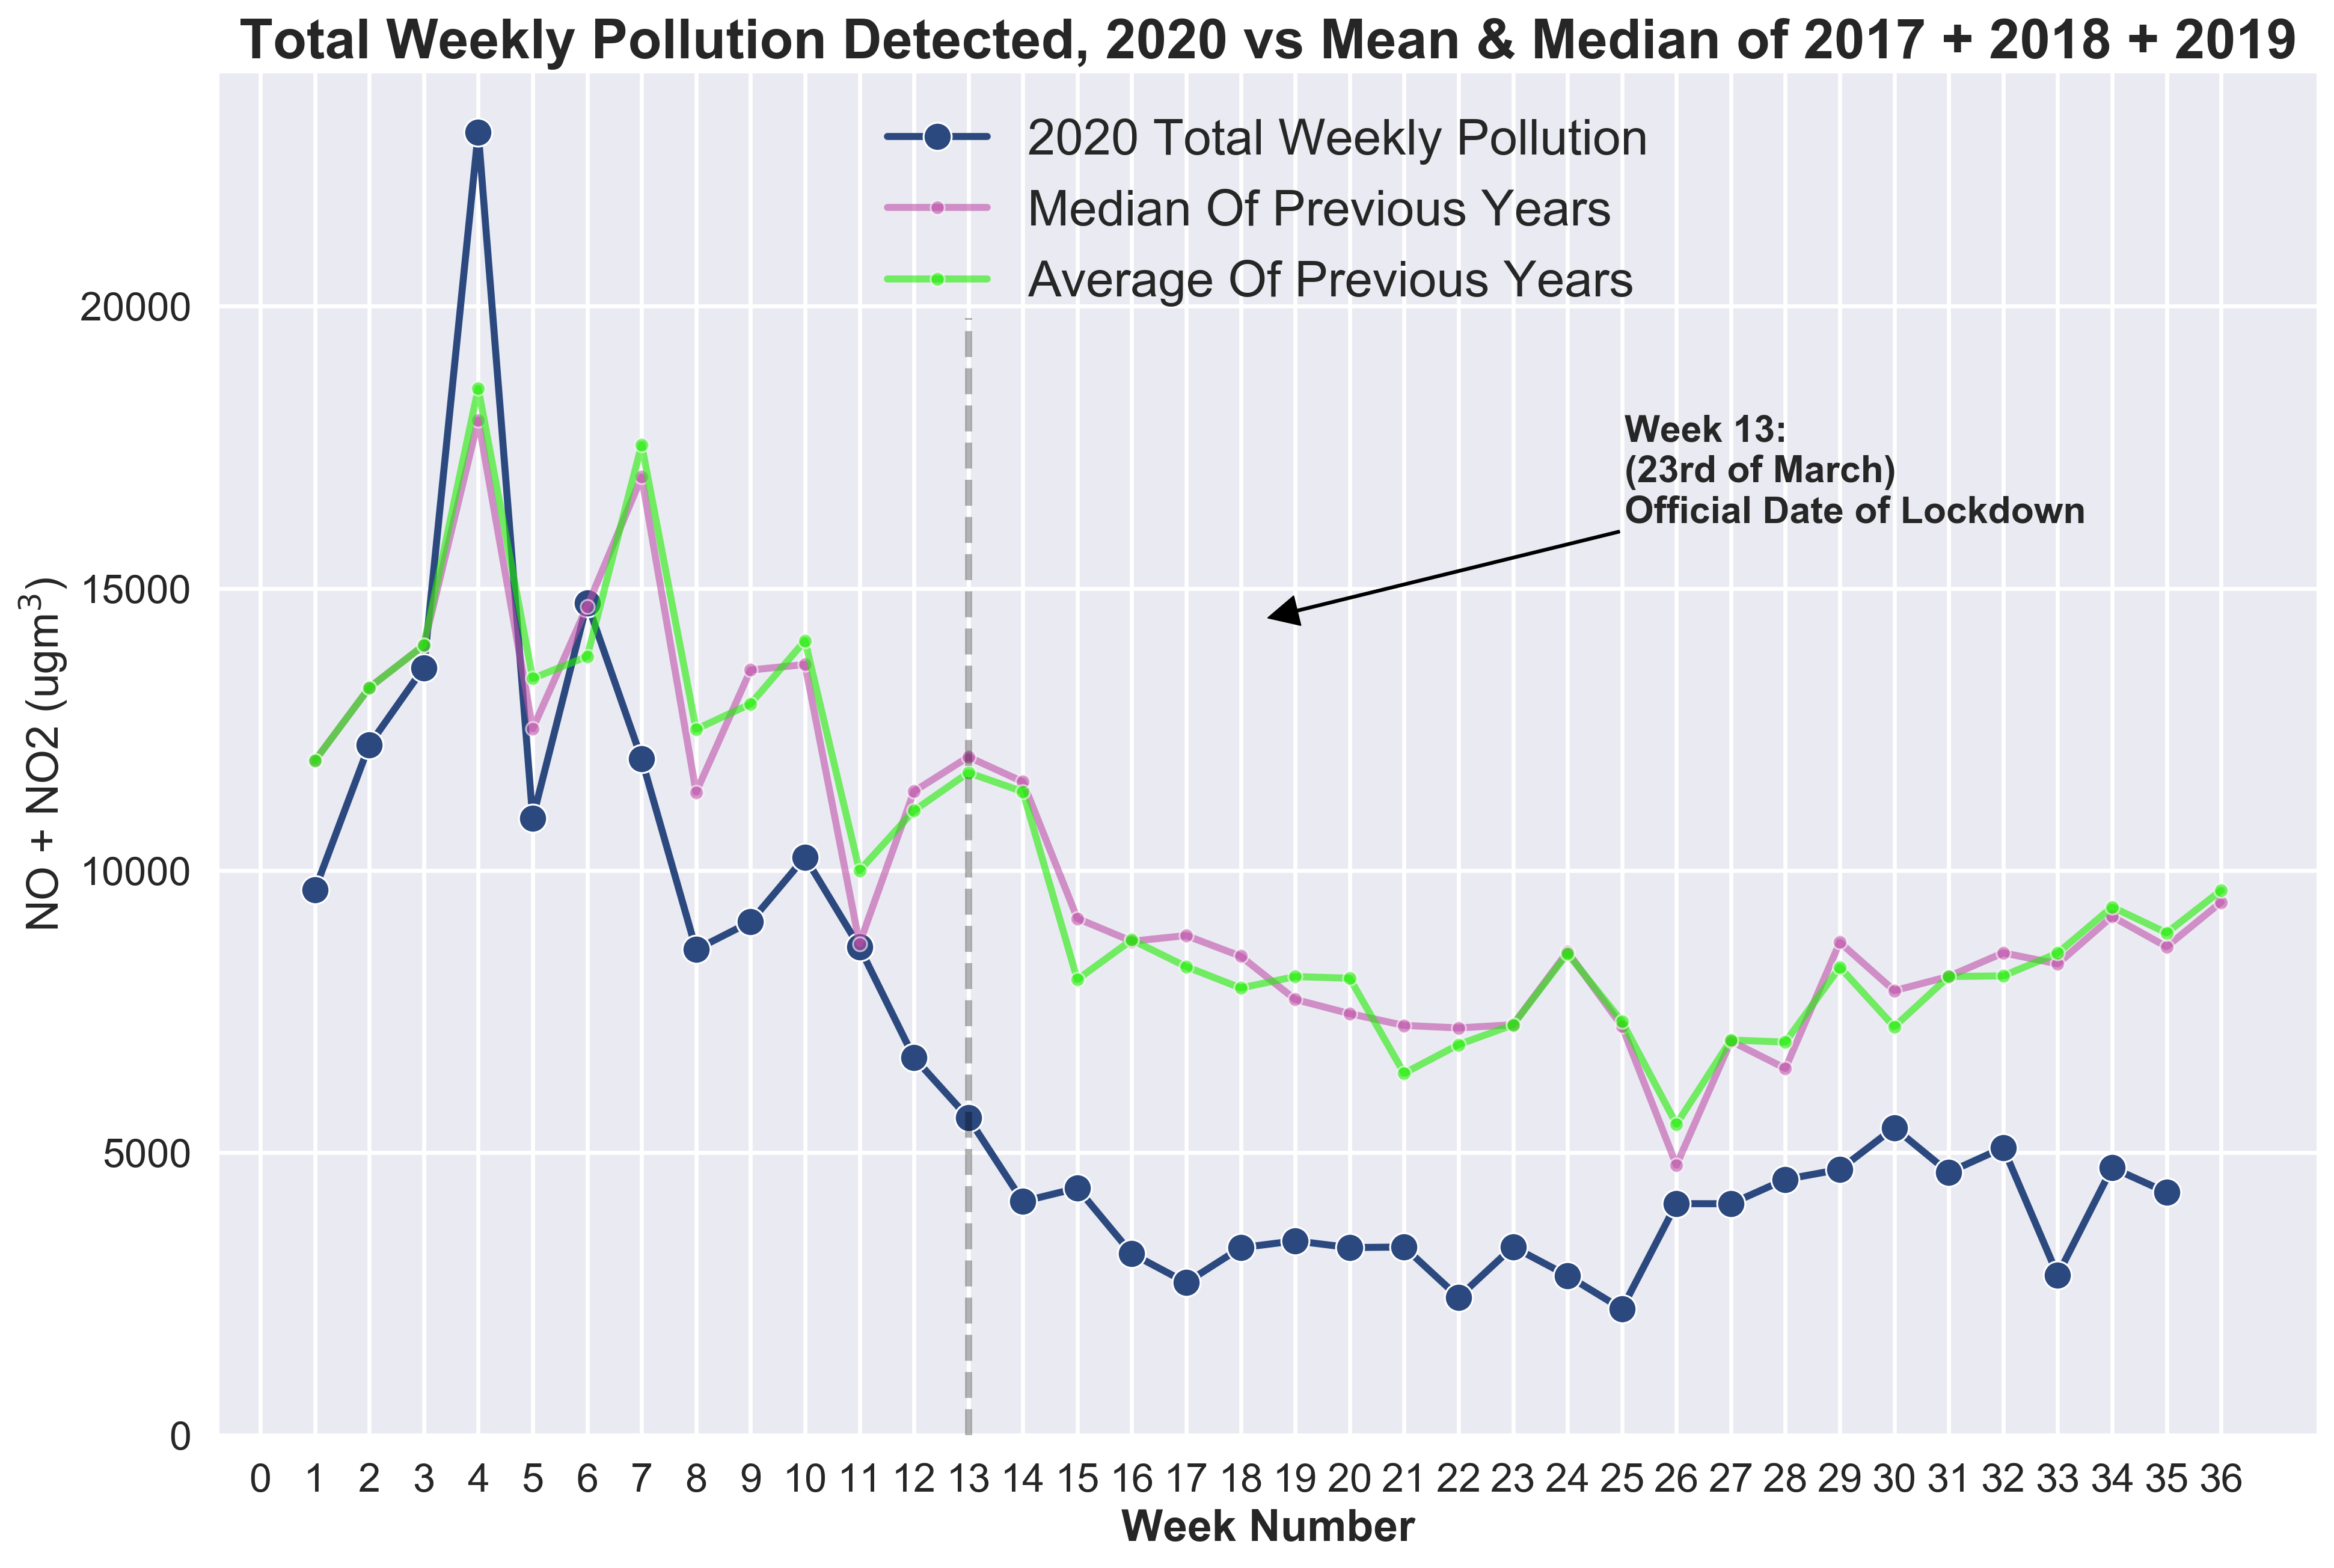 Total Weekly Pollution Detected, 2020 vs Mean & Median of 2017 + 2018 + 2019
2020 Total Weekly Pollution
Median Of Previous Years
Average Of Previous Years
Week 13:
(23rd of March)
Official Date of Lockdown
NO + NO2 (ugm³)
20000
15000
10000
5000
0
0 1 2 3 4 5 6 7 8 9 10 11 12 13 14 15 16 17 18 19 20 21 22 23 24 25 26 27 28 29 30 31 32 33 34 35 36
Week Number